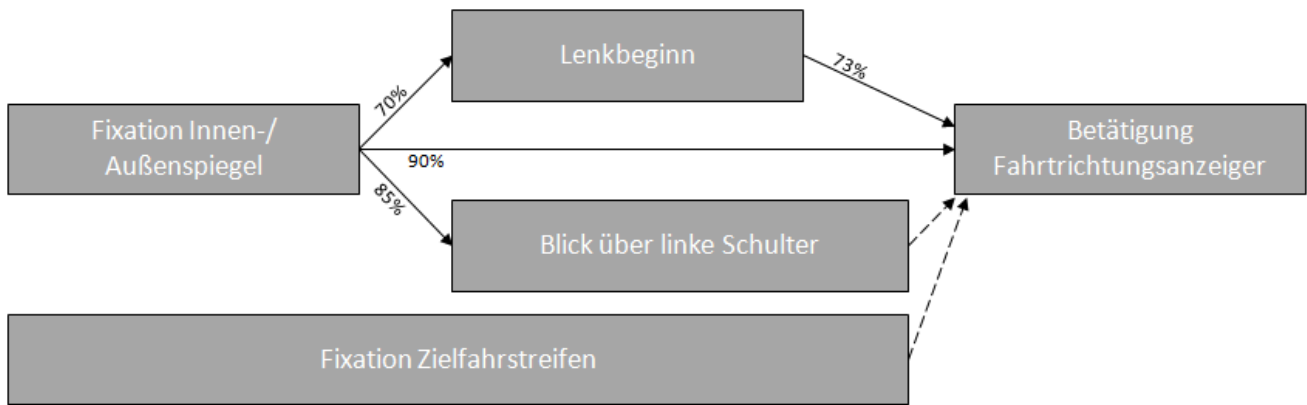 Lenkbeginn
73%
70%
Fixation Innen-/
Außenspiegel
90%
Betätigung
Fahrtrichtungsanzeiger
85%
Blick über linke Schulter
Fixation Zielfahrstreifen